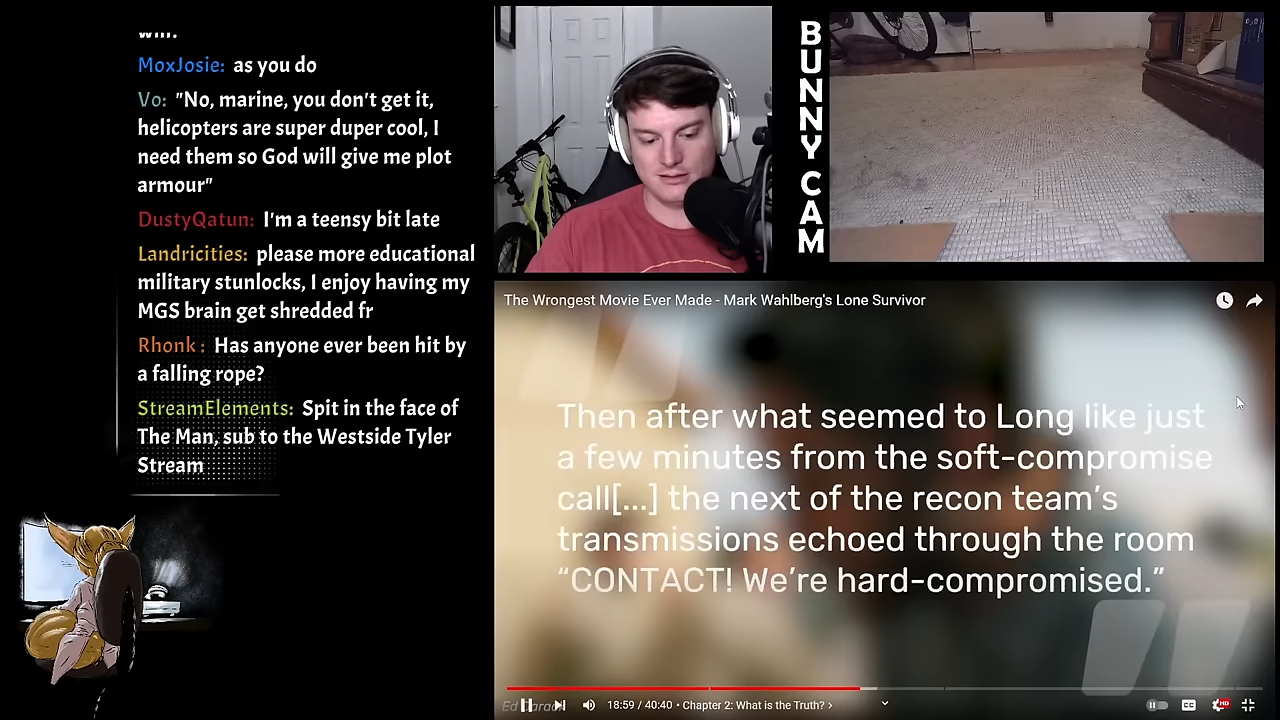 MoxJosie: as you do
Vo: "No, marine, you don't get it,
helicopters are super duper cool, I
need them so God will give me plot
armour"
DustyQatun: I'm a teensy bit late
Landricities: please more educational
military stunlocks, I enjoy having my
MGS brain get shredded fr
Rhonk : Has anyone ever been hit by
a falling rope?
StreamElements: Spit in the face of
The Man, sub to the Westside Tyler
Stream
BUNNY CAM
The Wrongest Movie Ever Made - Mark Wahlberg's Lone Survivor
Then after what seemed to Long like just
a few minutes from the soft-compromise
call[...] the next of the recon team's
transmissions echoed through the room
“CONTACT! We're hard-compromised.”
18:59 / 40:40 • Chapter 2: What is the Truth? ›
CC
HD